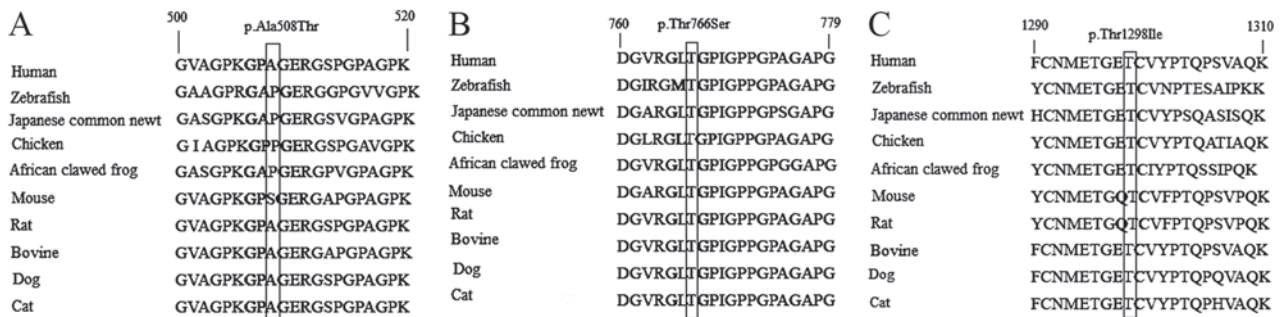 A
500
520
p.Ala508Thr
Human GVAGPKGPAGERGSPGPAGPK
Zebrafish GAAGPRGAPGERGGPGVVGPK
Japanese common newt GASGPKGAPGERGSVGPAGPK
Chicken GIAGPKGPPGERGSPGAVGPK
African clawed frog GASGPKGAPGERGPVGPAGPK
Mouse GVAGPKGPSGERGAPGPAGPK
Rat GVAGPKGPAGERGSPGPAGPK
Bovine GVAGPKGPAGERGAPGPAGPK
Dog GVAGPKGPAGERGSPGPAGPK
Cat GVAGPKGPAGERGSPGPAGPK
B
760
779
p.Thr766Ser
Human DGVRGLTGPIGPPGPAGAPG
Zebrafish DGIRGMTGPIGPPGPAGAPG
Japanese common newt DGARGLTGPIGPPGPSGAPG
Chicken DGLRGLTGPIGPPGPAGAPG
African clawed frog DGVRGLTGPIGPPGPGGAPG
Mouse DGARGLTGPIGPPGPAGAPG
Rat DGVRGLTGPIGPPGPAGAPG
Bovine DGVRGLTGPIGPPGPAGAPG
Dog DGVRGLTGPIGPPGPAGAPG
Cat DGVRGLTGPIGPPGPAGAPG
C
1290
1310
p.Thr1298Ile
Human FCNMETGETCVYPTQPSVAQK
Zebrafish YCNMETGETCVNPTESAIPKK
Japanese common newt HCNMETGETCVYPSQASISQK
Chicken YCNMETGETCVYPTQATIAQK
African clawed frog YCNMETGETCIYPTQSSIPQK
Mouse YCNMETGQTCVFPTQPSVPQK
Rat YCNMETGQTCVFPTQPSVPQK
Bovine FCNMETGETCVYPTQPSVAQK
Dog FCNMETGETCVYPTQPQVAQK
Cat FCNMETGETCVYPTQPHVAQK